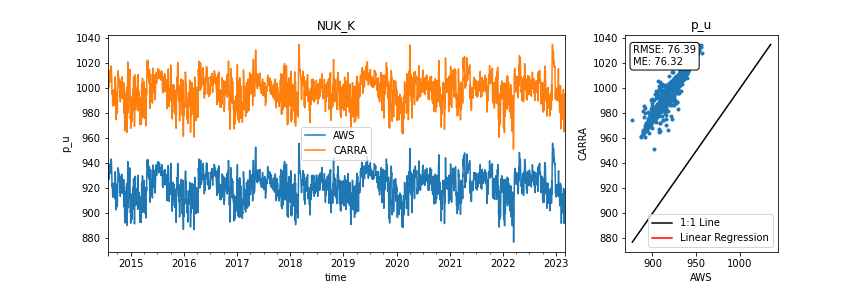 NUK_K
p_u
1040
1020
1000
980
960
940
920
900
880
AWS
CARRA
2015
2016
2017
2018
2019
2020
2021
2022
2023
time
p_u
CARRA
1040
1020
1000
980
960
940
920
900
880
RMSE: 76.39
ME: 76.32
1:1 Line
Linear Regression
900
950
1000
AWS